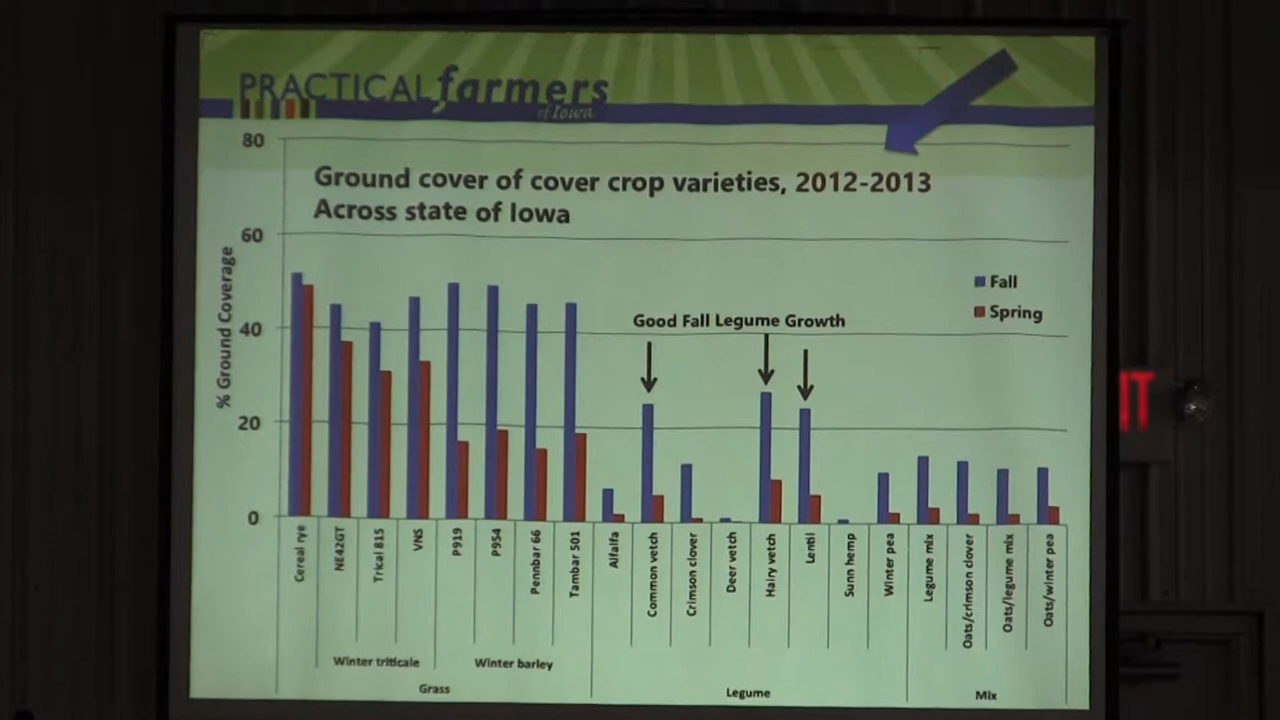 PRACTICAL farmers
of Iowa
Ground cover of cover crop varieties, 2012-2013
Across state of Iowa
% Ground Coverage
80
60
40
20
0
Fall
Spring
Good Fall Legume Growth
Cereal rye
NE42GT
Trical 815
VNS
P919
P954
Pennbar 66
Tambar 501
Alfalfa
Common vetch
Crimson clover
Deer vetch
Hairy vetch
Lentil
Sunn hemp
Winter pea
Legume mix
Oats/crimson clover
Oats/legume mix
Oats/winter pea
Winter triticale
Winter barley
Grass
Legume
Mix
IT